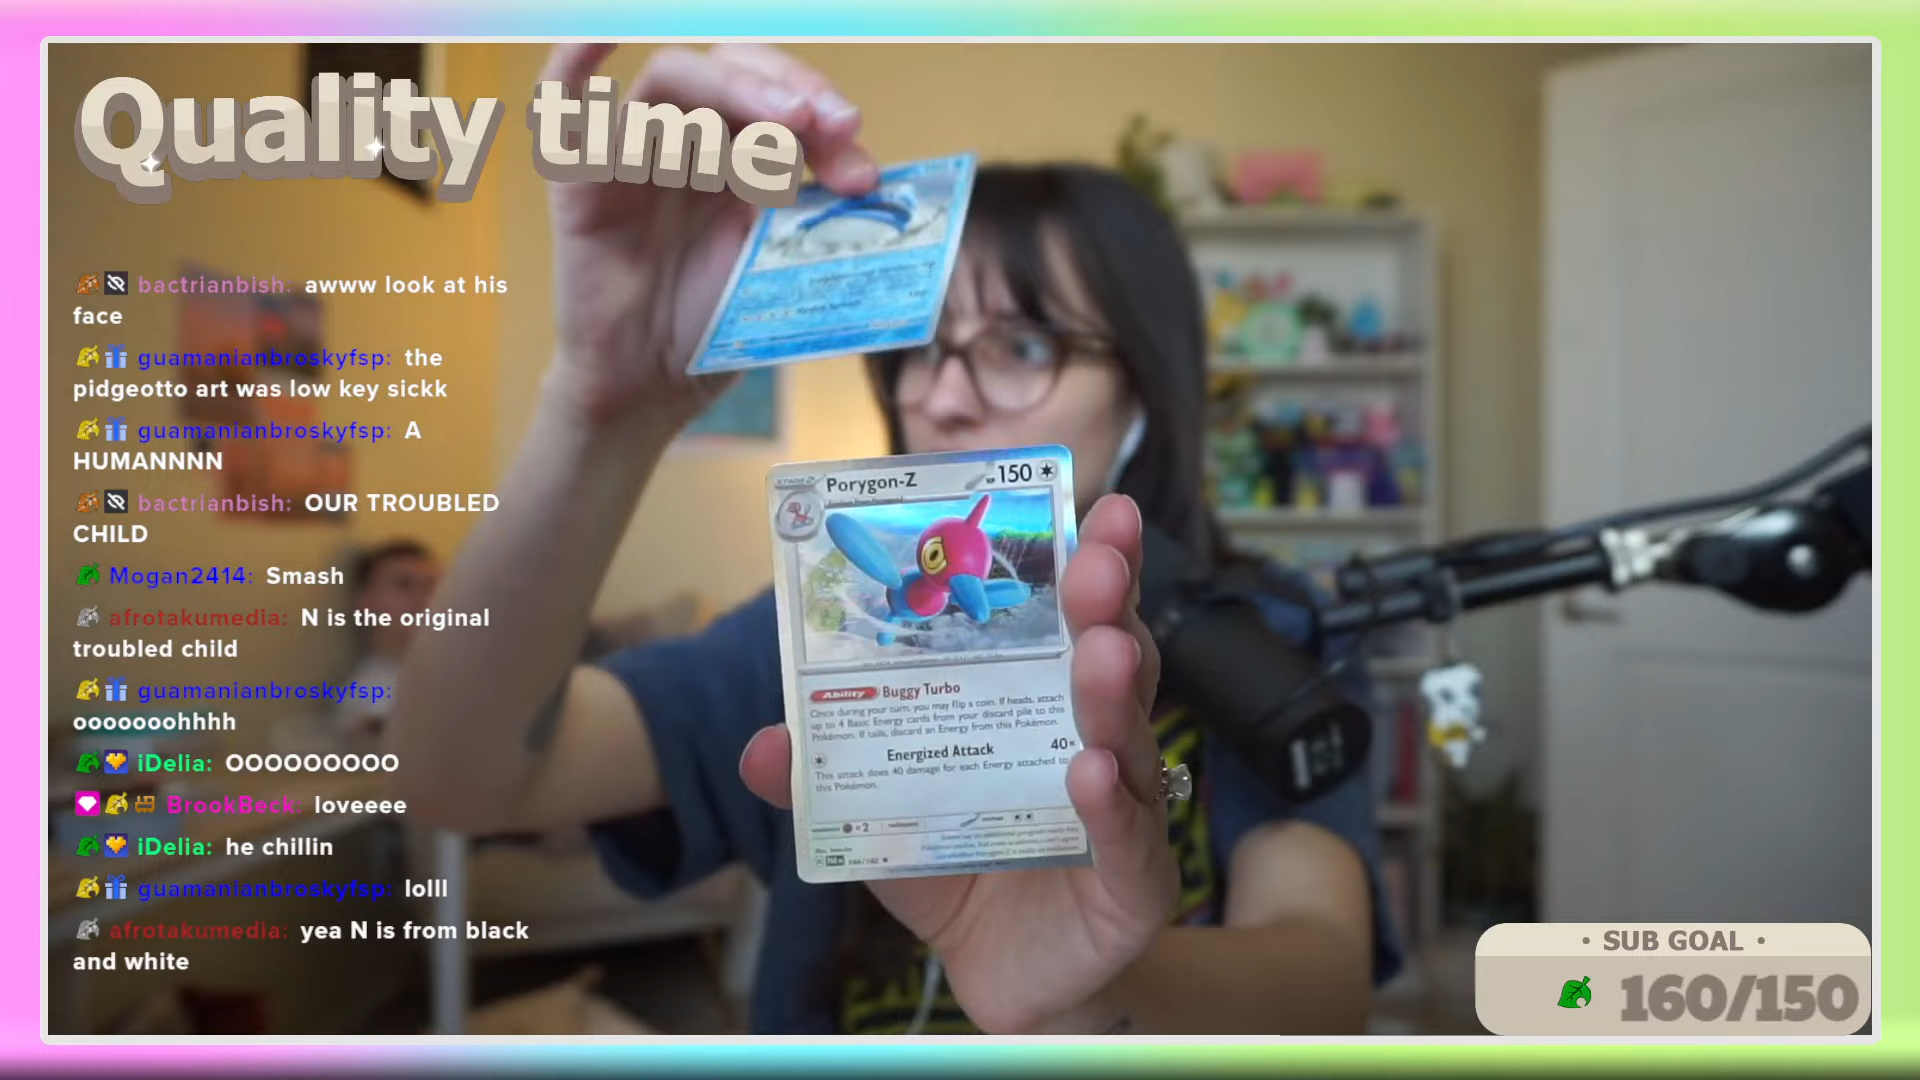 Quality time
bactrianbish: awww look at his
face
guamanianbroskyfsp: the
pidgeotto art was low key sickk
guamanianbroskyfsp: A
HUMANNNN
bactrianbish: OUR TROUBLED
CHILD
Mogan2414: Smash
afrotakumedia: N is the original
troubled child
guamanianbroskyfsp:
ooooooohhhh
iDelia: OOOOOOOOO
BrookBeck: loveeee
iDelia: he chillin
guamanianbroskyfsp: lolll
afrotakumedia: yea N is from black
and white
STAGE 2
Porygon-Z
HP 150
Ability Buggy Turbo
Once during your turn, you may flip a coin. If heads, attach
up to 4 Basic Energy cards from your discard pile to this
Pokémon. If tails, discard an Energy from this Pokémon.
Energized Attack 40×
This attack does 40 damage for each Energy attached to
this Pokémon.
×2
• SUB GOAL •
160/150